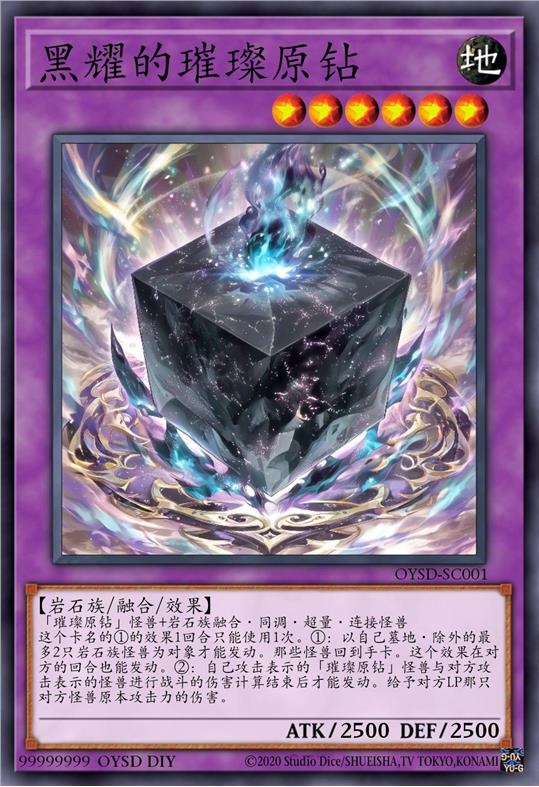 黑耀的璀璨原钻
地
OYSD-SC001
【岩石族/融合/效果】
「璀璨原钻」怪兽+岩石族融合·同调·超量·连接怪兽
这个卡名的①的效果1回合只能使用1次。①：以自己墓地·除外的最
多2只岩石族怪兽为对象才能发动。那些怪兽回到手卡。这个效果在对
方的回合也能发动。②：自己攻击表示的「璀璨原钻」怪兽与对方攻
击表示的怪兽进行战斗的伤害计算结束后才能发动。给予对方LP那只
对方怪兽原本攻击力的伤害。
ATK/2500 DEF/2500
99999999 OYSD DIY ©2020 Studio Dice/SHUEISHA,TV TOKYO,KONAMI